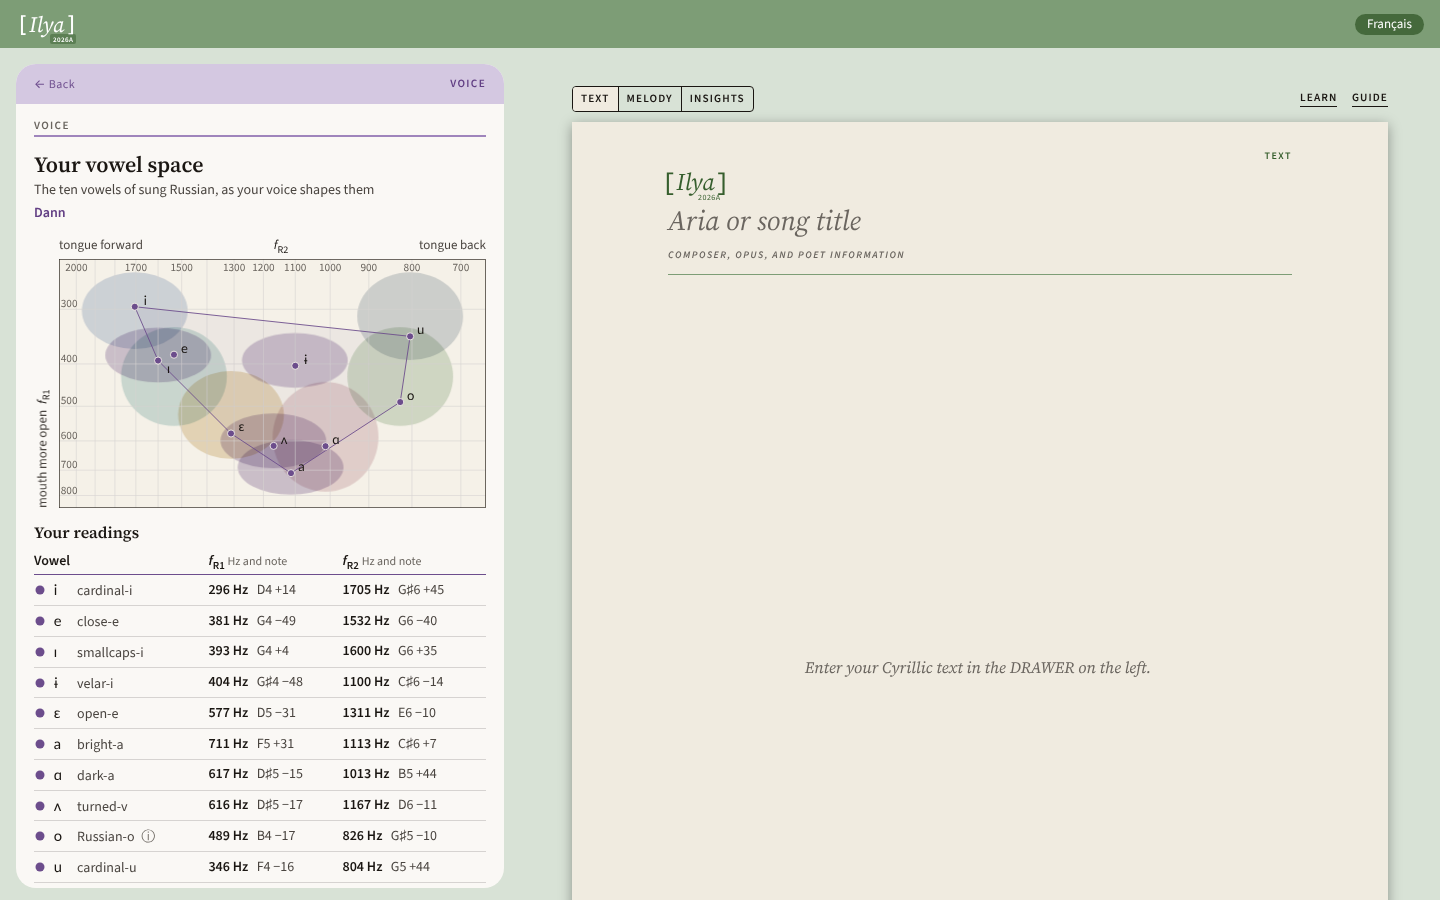 [Ilya] 2026A
Français
← Back
VOICE
VOICE
Your vowel space
The ten vowels of sung Russian, as your voice shapes them
Dann
tongue forward fR2 tongue back
2000 1700 1500 1300 1200 1100 1000 900 800 700
300
400
500
600
700
800
mouth more open fR1
i
u
e
ɨ
ɪ
o
ɛ
ʌ
ɑ
a
Your readings
Vowel fR1 Hz and note fR2 Hz and note
i cardinal-i 296 Hz D4 +14 1705 Hz G♯6 +45
e close-e 381 Hz G4 −49 1532 Hz G6 −40
ɪ smallcaps-i 393 Hz G4 +4 1600 Hz G6 +35
ɨ velar-i 404 Hz G♯4 −48 1100 Hz C♯6 −14
ɛ open-e 577 Hz D5 −31 1311 Hz E6 −10
a bright-a 711 Hz F5 +31 1113 Hz C♯6 +7
ɑ dark-a 617 Hz D♯5 −15 1013 Hz B5 +44
ʌ turned-v 616 Hz D♯5 −17 1167 Hz D6 −11
o Russian-o ⓘ 489 Hz B4 −17 826 Hz G♯5 −10
u cardinal-u 346 Hz F4 −16 804 Hz G5 +44
TEXT MELODY INSIGHTS
LEARN GUIDE
TEXT
[Ilya] 2026A
Aria or song title
COMPOSER, OPUS, AND POET INFORMATION
Enter your Cyrillic text in the DRAWER on the left.